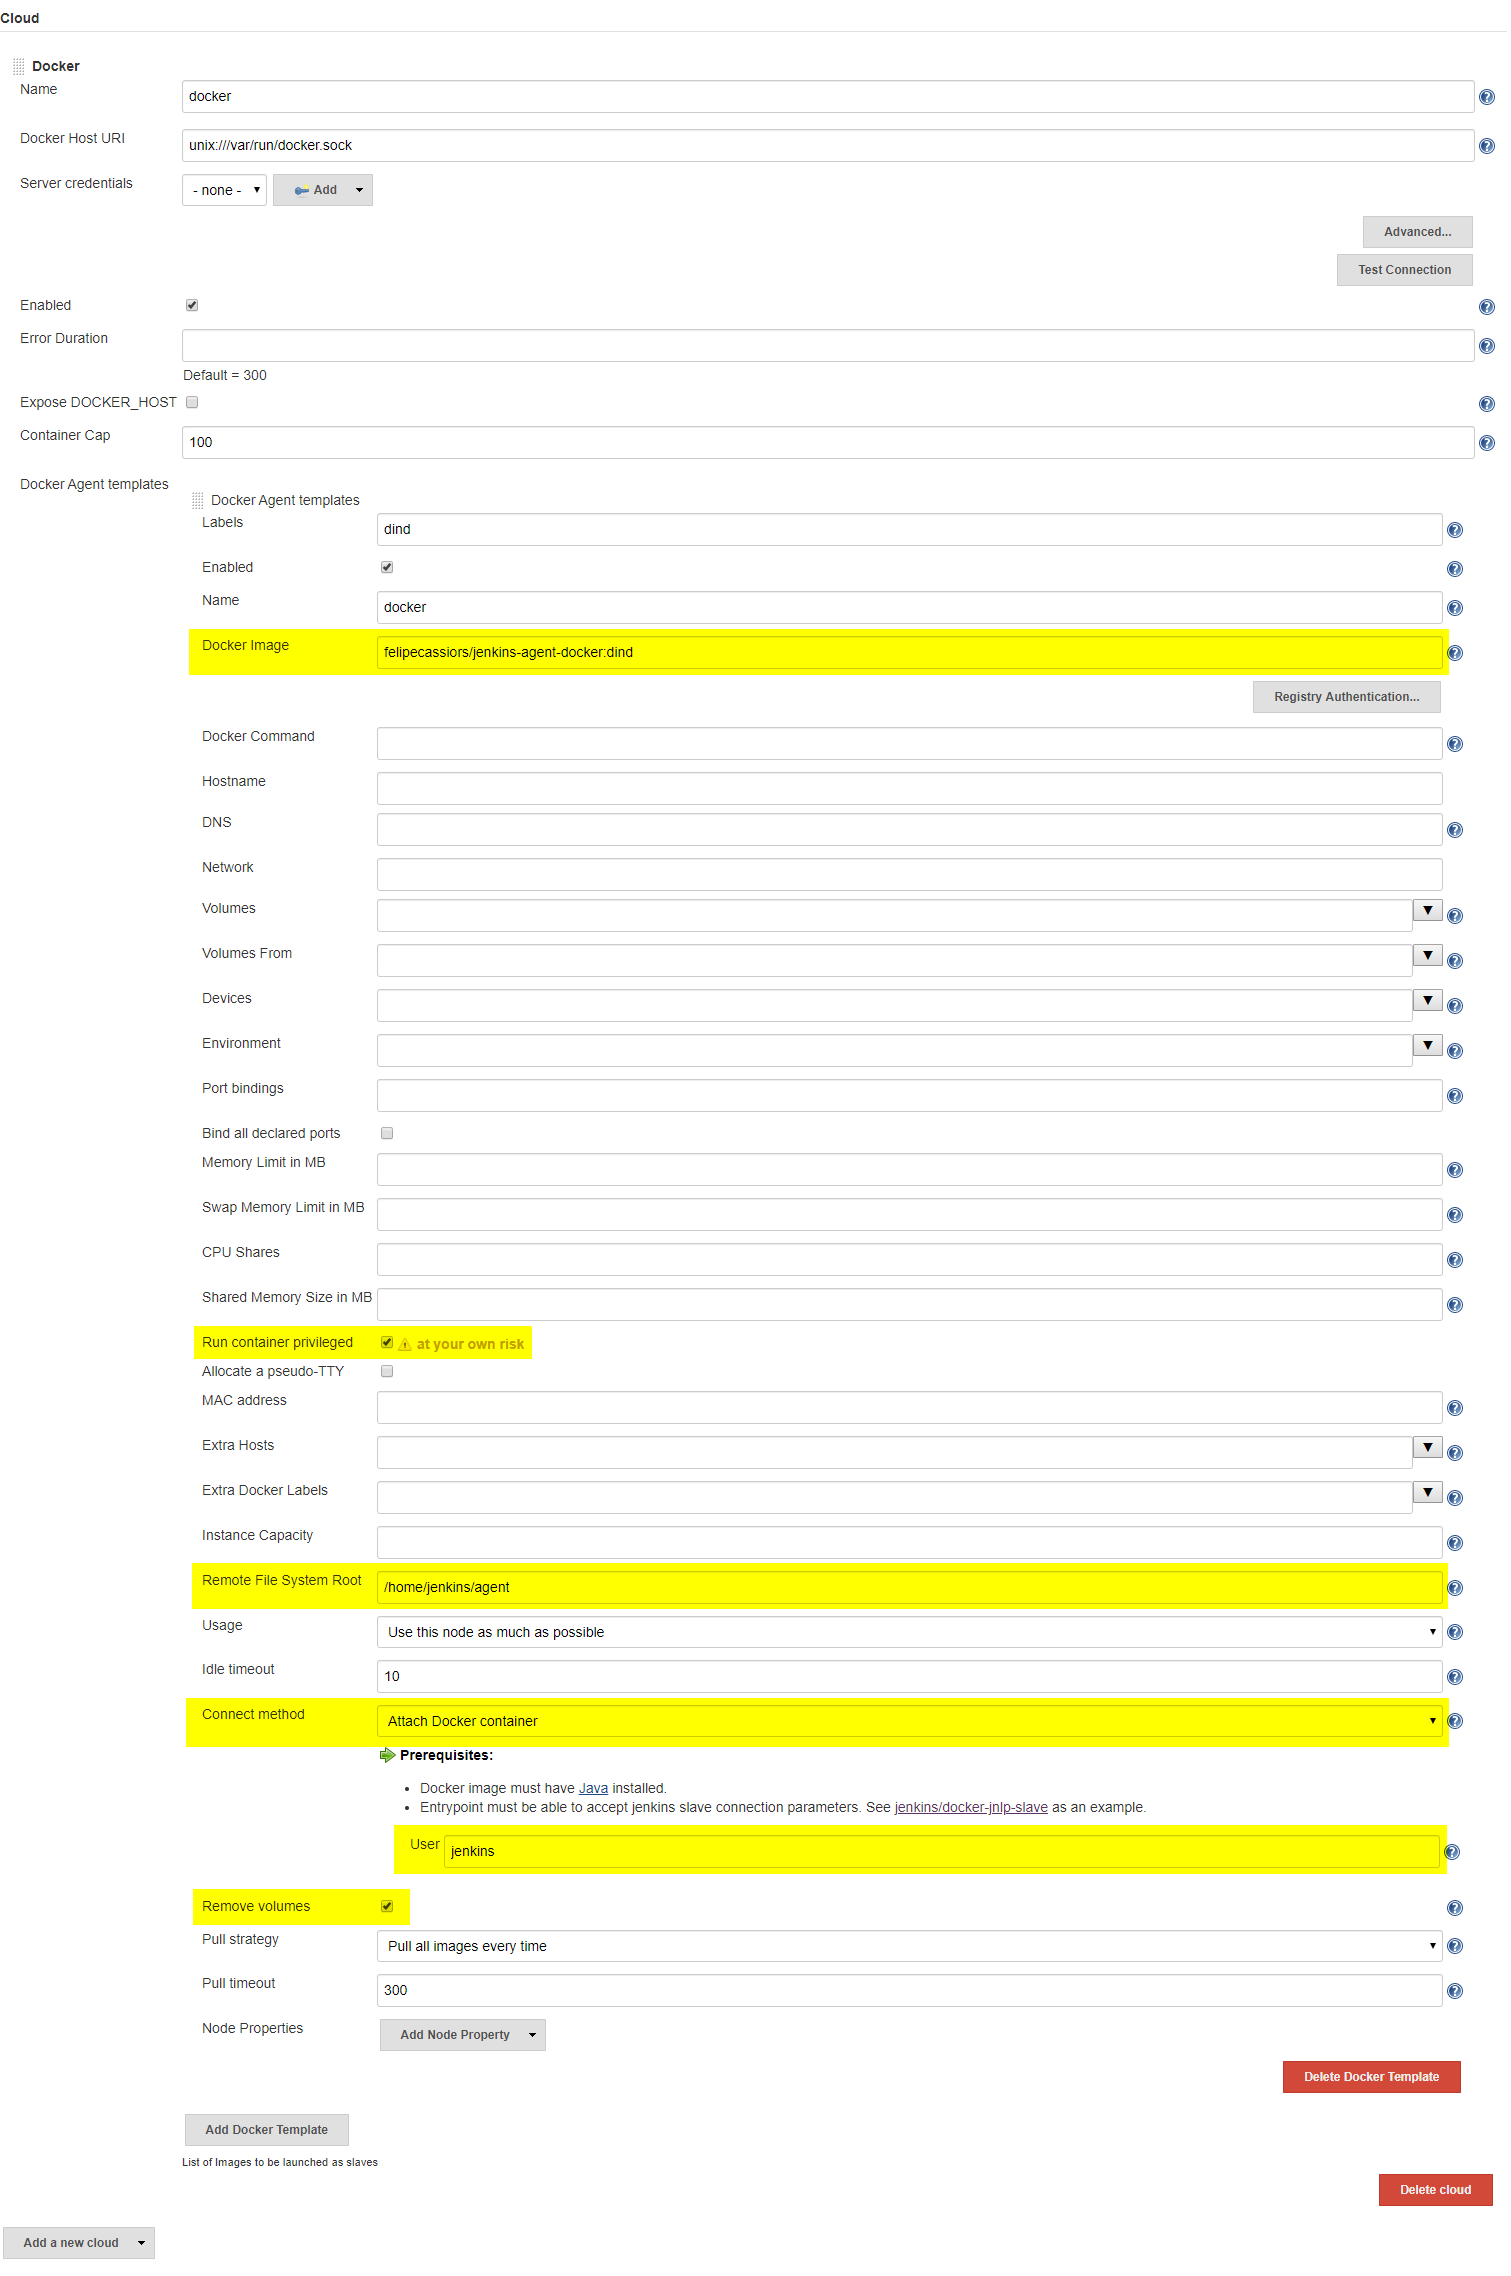 Cloud
Docker
Name
docker
Docker Host URI
unix:///var/run/docker.sock
Server credentials
- none -
Add
Advanced...
Test Connection
Enabled
Error Duration
Default = 300
Expose DOCKER_HOST
Container Cap
100
Docker Agent templates
Docker Agent templates
Labels
dind
Enabled
Name
docker
Docker Image
felipecassiors/jenkins-agent-docker:dind
Registry Authentication...
Docker Command
Hostname
DNS
Network
Volumes
Volumes From
Devices
Environment
Port bindings
Bind all declared ports
Memory Limit in MB
Swap Memory Limit in MB
CPU Shares
Shared Memory Size in MB
Run container privileged
at your own risk
Allocate a pseudo-TTY
MAC address
Extra Hosts
Extra Docker Labels
Instance Capacity
Remote File System Root
/home/jenkins/agent
Usage
Use this node as much as possible
Idle timeout
10
Connect method
Attach Docker container
Prerequisites:
• Docker image must have Java installed.
• Entrypoint must be able to accept jenkins slave connection parameters. See jenkins/docker-jnlp-slave as an example.
User
jenkins
Remove volumes
Pull strategy
Pull all images every time
Pull timeout
300
Node Properties
Add Node Property
Delete Docker Template
Add Docker Template
List of Images to be launched as slaves
Delete cloud
Add a new cloud